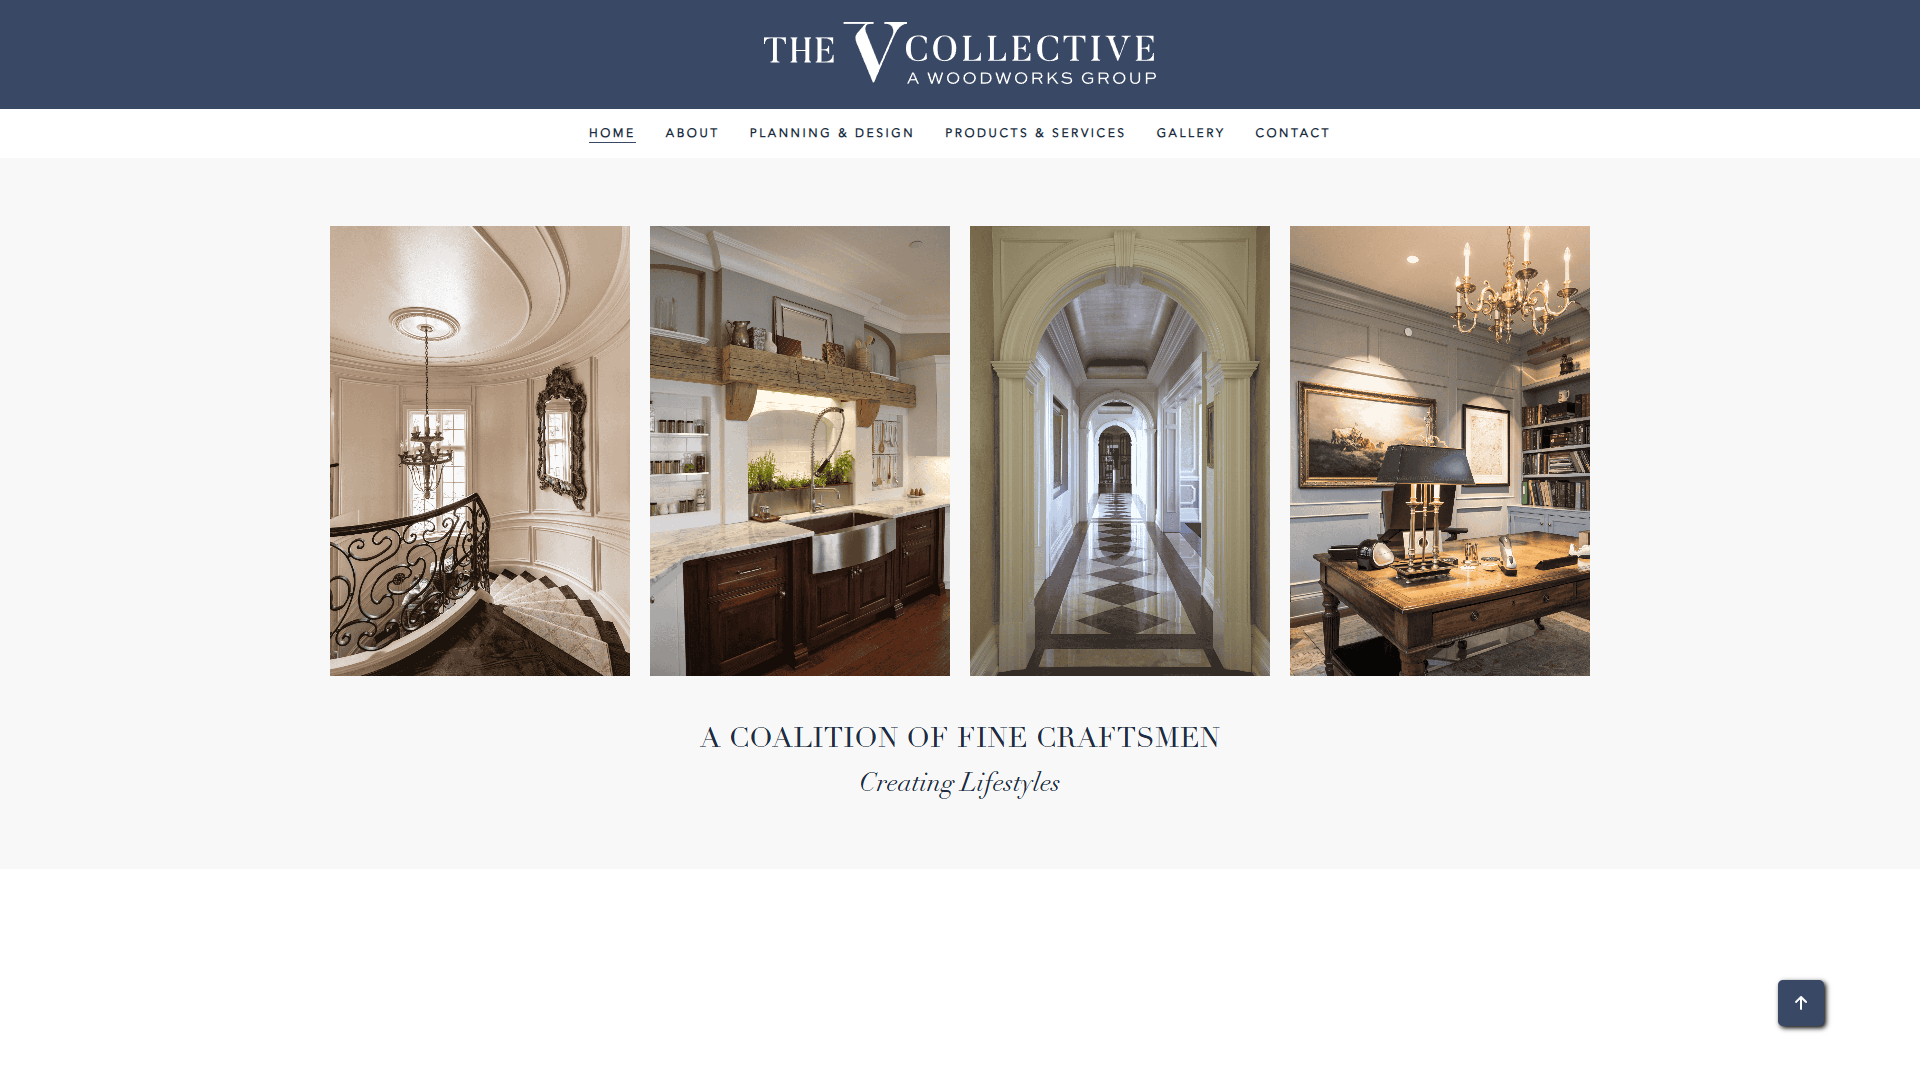 THE V COLLECTIVE
A WOODWORKS GROUP
HOME ABOUT PLANNING & DESIGN PRODUCTS & SERVICES GALLERY CONTACT
A COALITION OF FINE CRAFTSMEN
Creating Lifestyles